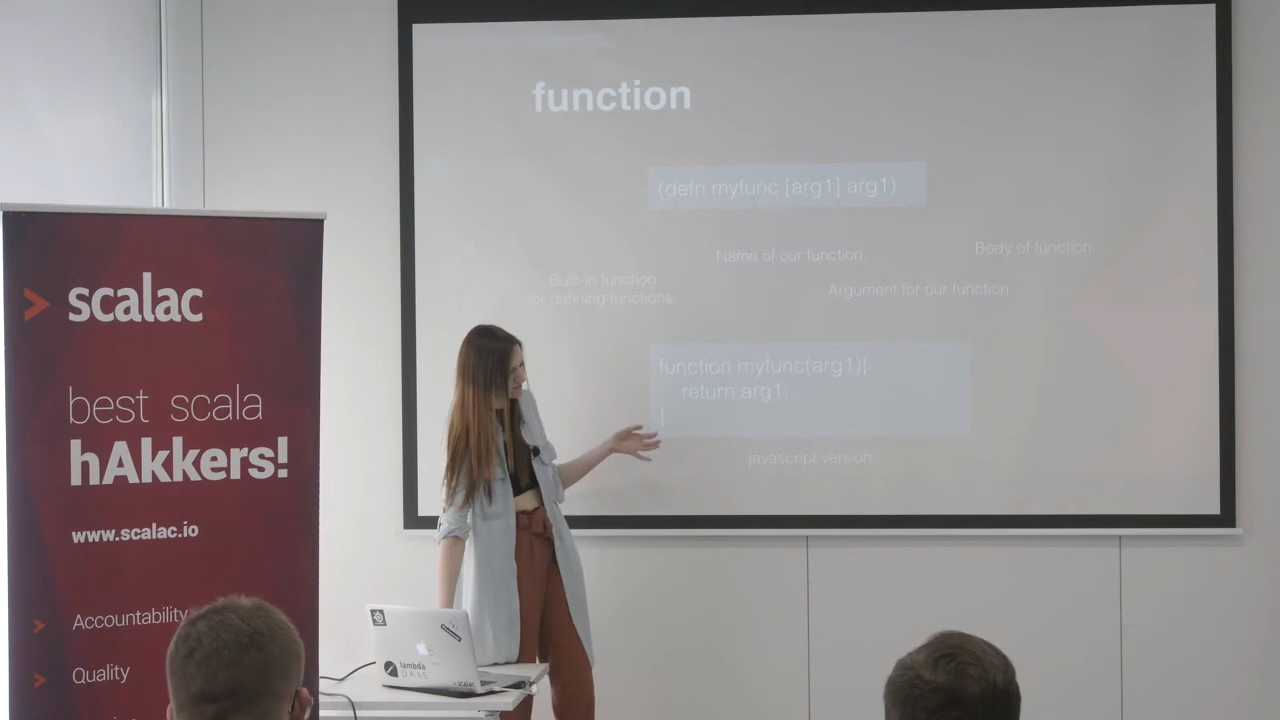 function
(defn myfunc [arg1] arg1)
Name of our function.
Body of function.
Built-in function
for defining functions.
Argument for our function
function myfunc(arg1){
return arg1;
}
javascript version
scalac
best scala
hAkkers!
www.scalac.io
Accountability
Quality
lambda
DAYS
scalac